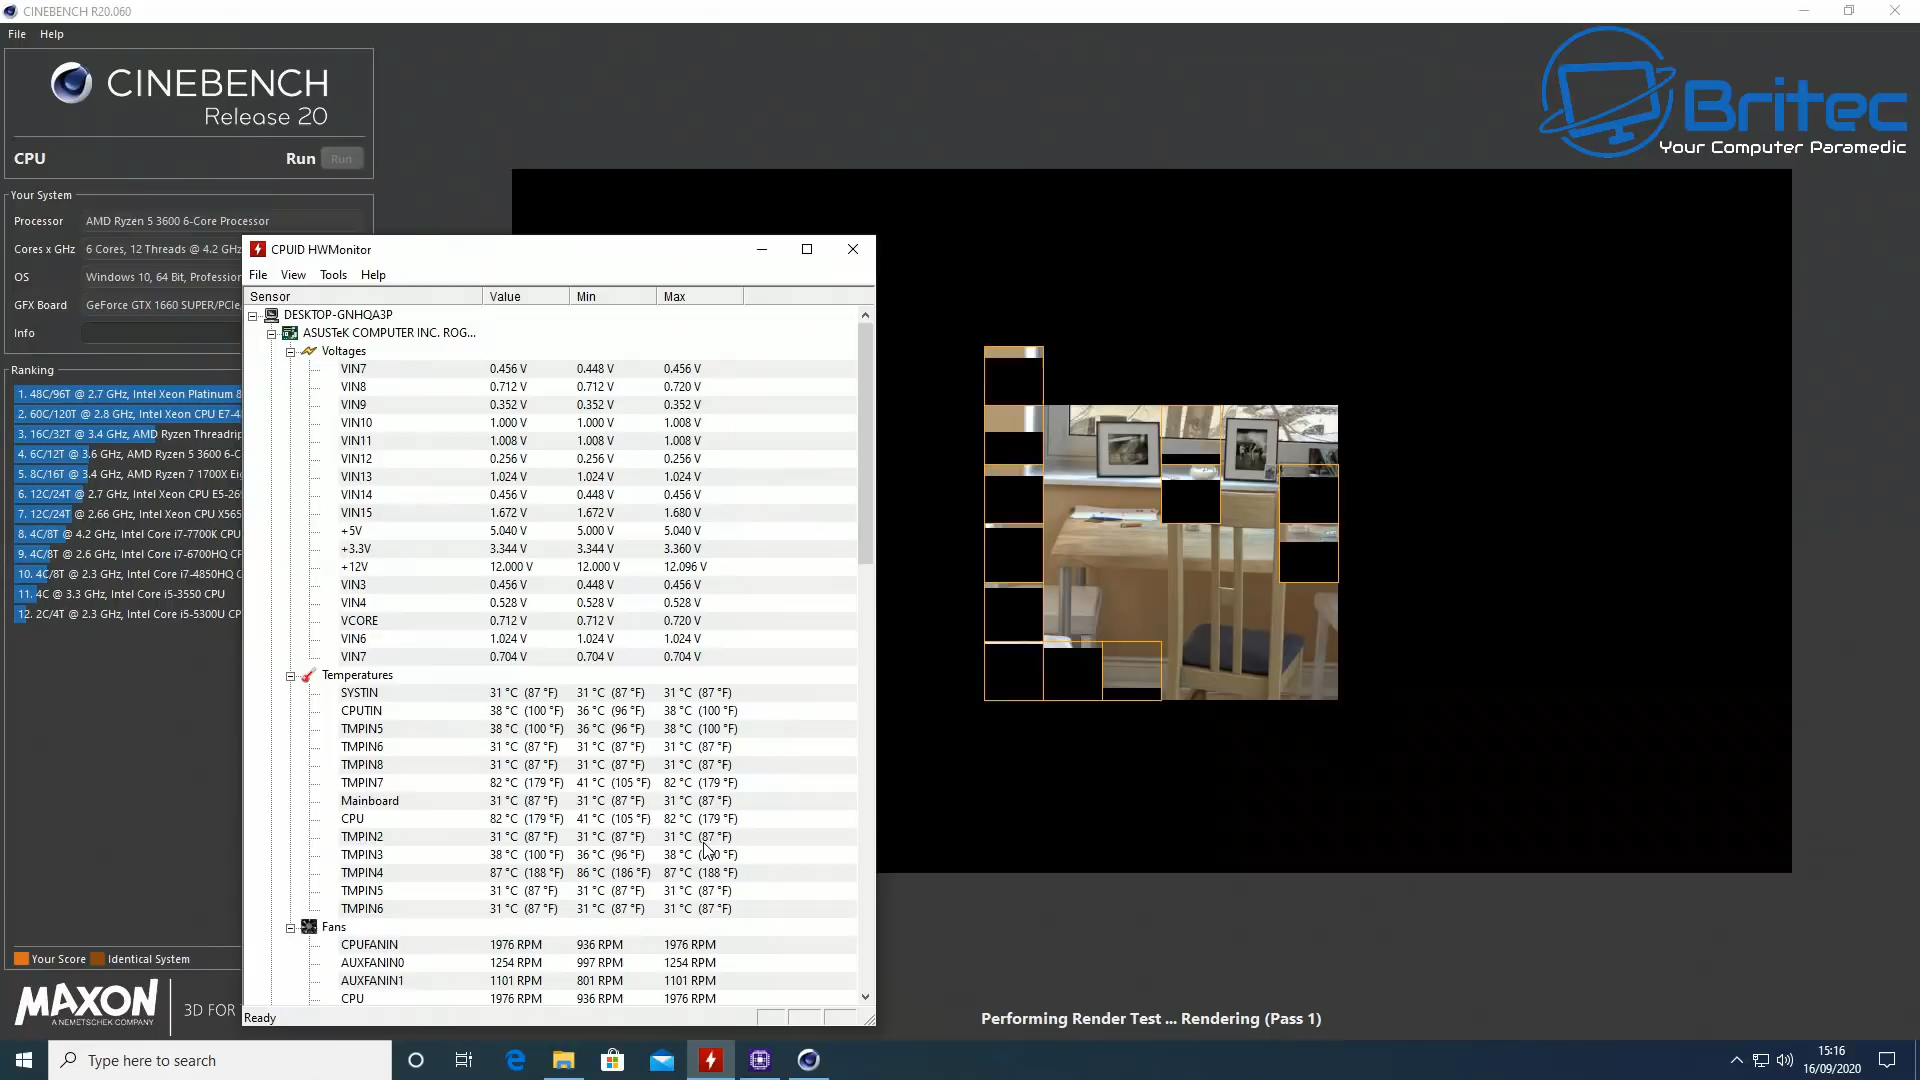 CINEBENCH R20.060
File Help
CINEBENCH
Release 20
CPU Run Run
Your System
Processor AMD Ryzen 5 3600 6-Core Processor
Cores x GHz 6 Cores, 12 Threads @ 4.2 GHz
OS Windows 10, 64 Bit, Profession
GFX Board GeForce GTX 1660 SUPER/PCIe
Info
Ranking
1. 48C/96T @ 2.7 GHz, Intel Xeon Platinum 8
2. 60C/120T @ 2.8 GHz, Intel Xeon CPU E7-4
3. 16C/32T @ 3.4 GHz, AMD Ryzen Threadrip
4. 6C/12T @ 3.6 GHz, AMD Ryzen 5 3600 6-C
5. 8C/16T @ 3.4 GHz, AMD Ryzen 7 1700X Ei
6. 12C/24T @ 2.7 GHz, Intel Xeon CPU E5-26
7. 12C/24T @ 2.66 GHz, Intel Xeon CPU X565
8. 4C/8T @ 4.2 GHz, Intel Core i7-7700K CPU
9. 4C/8T @ 2.6 GHz, Intel Core i7-6700HQ CP
10. 4C/8T @ 2.3 GHz, Intel Core i7-4850HQ C
11. 4C @ 3.3 GHz, Intel Core i5-3550 CPU
12. 2C/4T @ 2.3 GHz, Intel Core i5-5300U CP
Your Score Identical System
MAXON
A NEMETSCHEK COMPANY
3D FOR
CPUID HWMonitor
File View Tools Help
Sensor Value Min Max
DESKTOP-GNHQA3P
ASUSTeK COMPUTER INC. ROG...
Voltages
VIN7 0.456 V 0.448 V 0.456 V
VIN8 0.712 V 0.712 V 0.720 V
VIN9 0.352 V 0.352 V 0.352 V
VIN10 1.000 V 1.000 V 1.008 V
VIN11 1.008 V 1.008 V 1.008 V
VIN12 0.256 V 0.256 V 0.256 V
VIN13 1.024 V 1.024 V 1.024 V
VIN14 0.456 V 0.448 V 0.456 V
VIN15 1.672 V 1.672 V 1.680 V
+5V 5.040 V 5.000 V 5.040 V
+3.3V 3.344 V 3.344 V 3.360 V
+12V 12.000 V 12.000 V 12.096 V
VIN3 0.456 V 0.448 V 0.456 V
VIN4 0.528 V 0.528 V 0.528 V
VCORE 0.712 V 0.712 V 0.720 V
VIN6 1.024 V 1.024 V 1.024 V
VIN7 0.704 V 0.704 V 0.704 V
Temperatures
SYSTIN 31 °C (87 °F) 31 °C (87 °F) 31 °C (87 °F)
CPUTIN 38 °C (100 °F) 36 °C (96 °F) 38 °C (100 °F)
TMPIN5 38 °C (100 °F) 36 °C (96 °F) 38 °C (100 °F)
TMPIN6 31 °C (87 °F) 31 °C (87 °F) 31 °C (87 °F)
TMPIN8 31 °C (87 °F) 31 °C (87 °F) 31 °C (87 °F)
TMPIN7 82 °C (179 °F) 41 °C (105 °F) 82 °C (179 °F)
Mainboard 31 °C (87 °F) 31 °C (87 °F) 31 °C (87 °F)
CPU 82 °C (179 °F) 41 °C (105 °F) 82 °C (179 °F)
TMPIN2 31 °C (87 °F) 31 °C (87 °F) 31 °C (87 °F)
TMPIN3 38 °C (100 °F) 36 °C (96 °F) 38 °C (100 °F)
TMPIN4 87 °C (188 °F) 86 °C (186 °F) 87 °C (188 °F)
TMPIN5 31 °C (87 °F) 31 °C (87 °F) 31 °C (87 °F)
TMPIN6 31 °C (87 °F) 31 °C (87 °F) 31 °C (87 °F)
Fans
CPUFANIN 1976 RPM 936 RPM 1976 RPM
AUXFANIN0 1254 RPM 997 RPM 1254 RPM
AUXFANIN1 1101 RPM 801 RPM 1101 RPM
CPU 1976 RPM 936 RPM 1976 RPM
Ready
Britec
Your Computer Paramedic
Performing Render Test ... Rendering (Pass 1)
Type here to search
15:16
16/09/2020